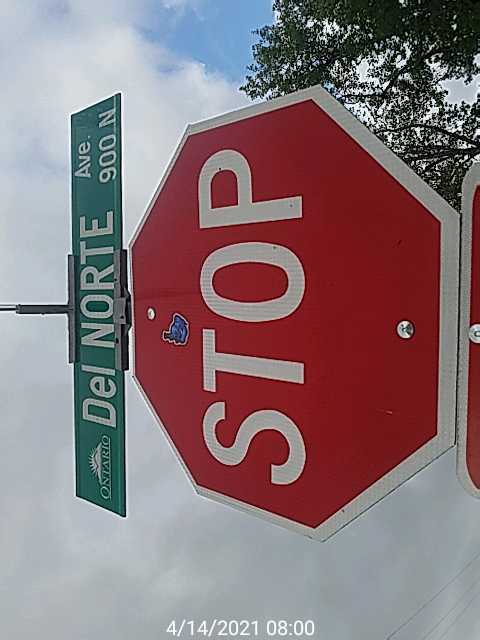 ONTARIO
Del NORTE Ave.
900 N
STOP
4/14/2021 08:00